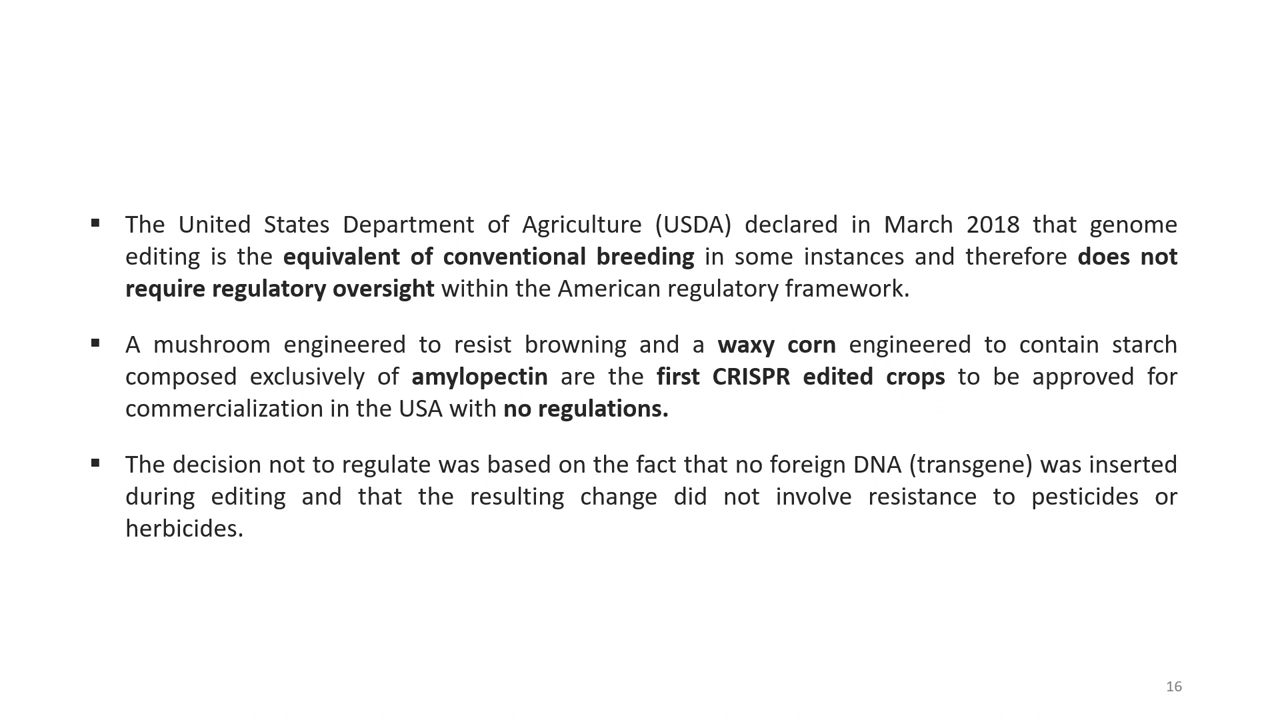 ▪ The United States Department of Agriculture (USDA) declared in March 2018 that genome
editing is the equivalent of conventional breeding in some instances and therefore does not
require regulatory oversight within the American regulatory framework.
▪ A mushroom engineered to resist browning and a waxy corn engineered to contain starch
composed exclusively of amylopectin are the first CRISPR edited crops to be approved for
commercialization in the USA with no regulations.
▪ The decision not to regulate was based on the fact that no foreign DNA (transgene) was inserted
during editing and that the resulting change did not involve resistance to pesticides or
herbicides.
16